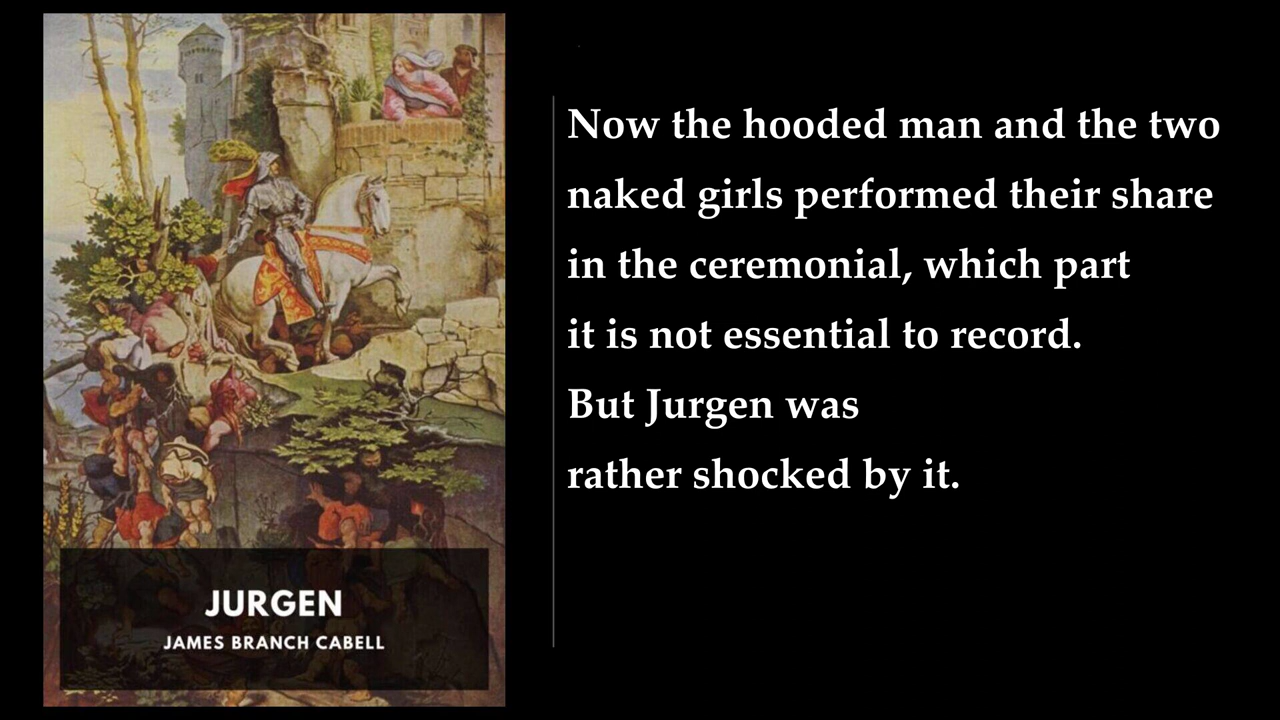 JURGEN
JAMES BRANCH CABELL
Now the hooded man and the two
naked girls performed their share
in the ceremonial, which part
it is not essential to record.
But Jurgen was
rather shocked by it.